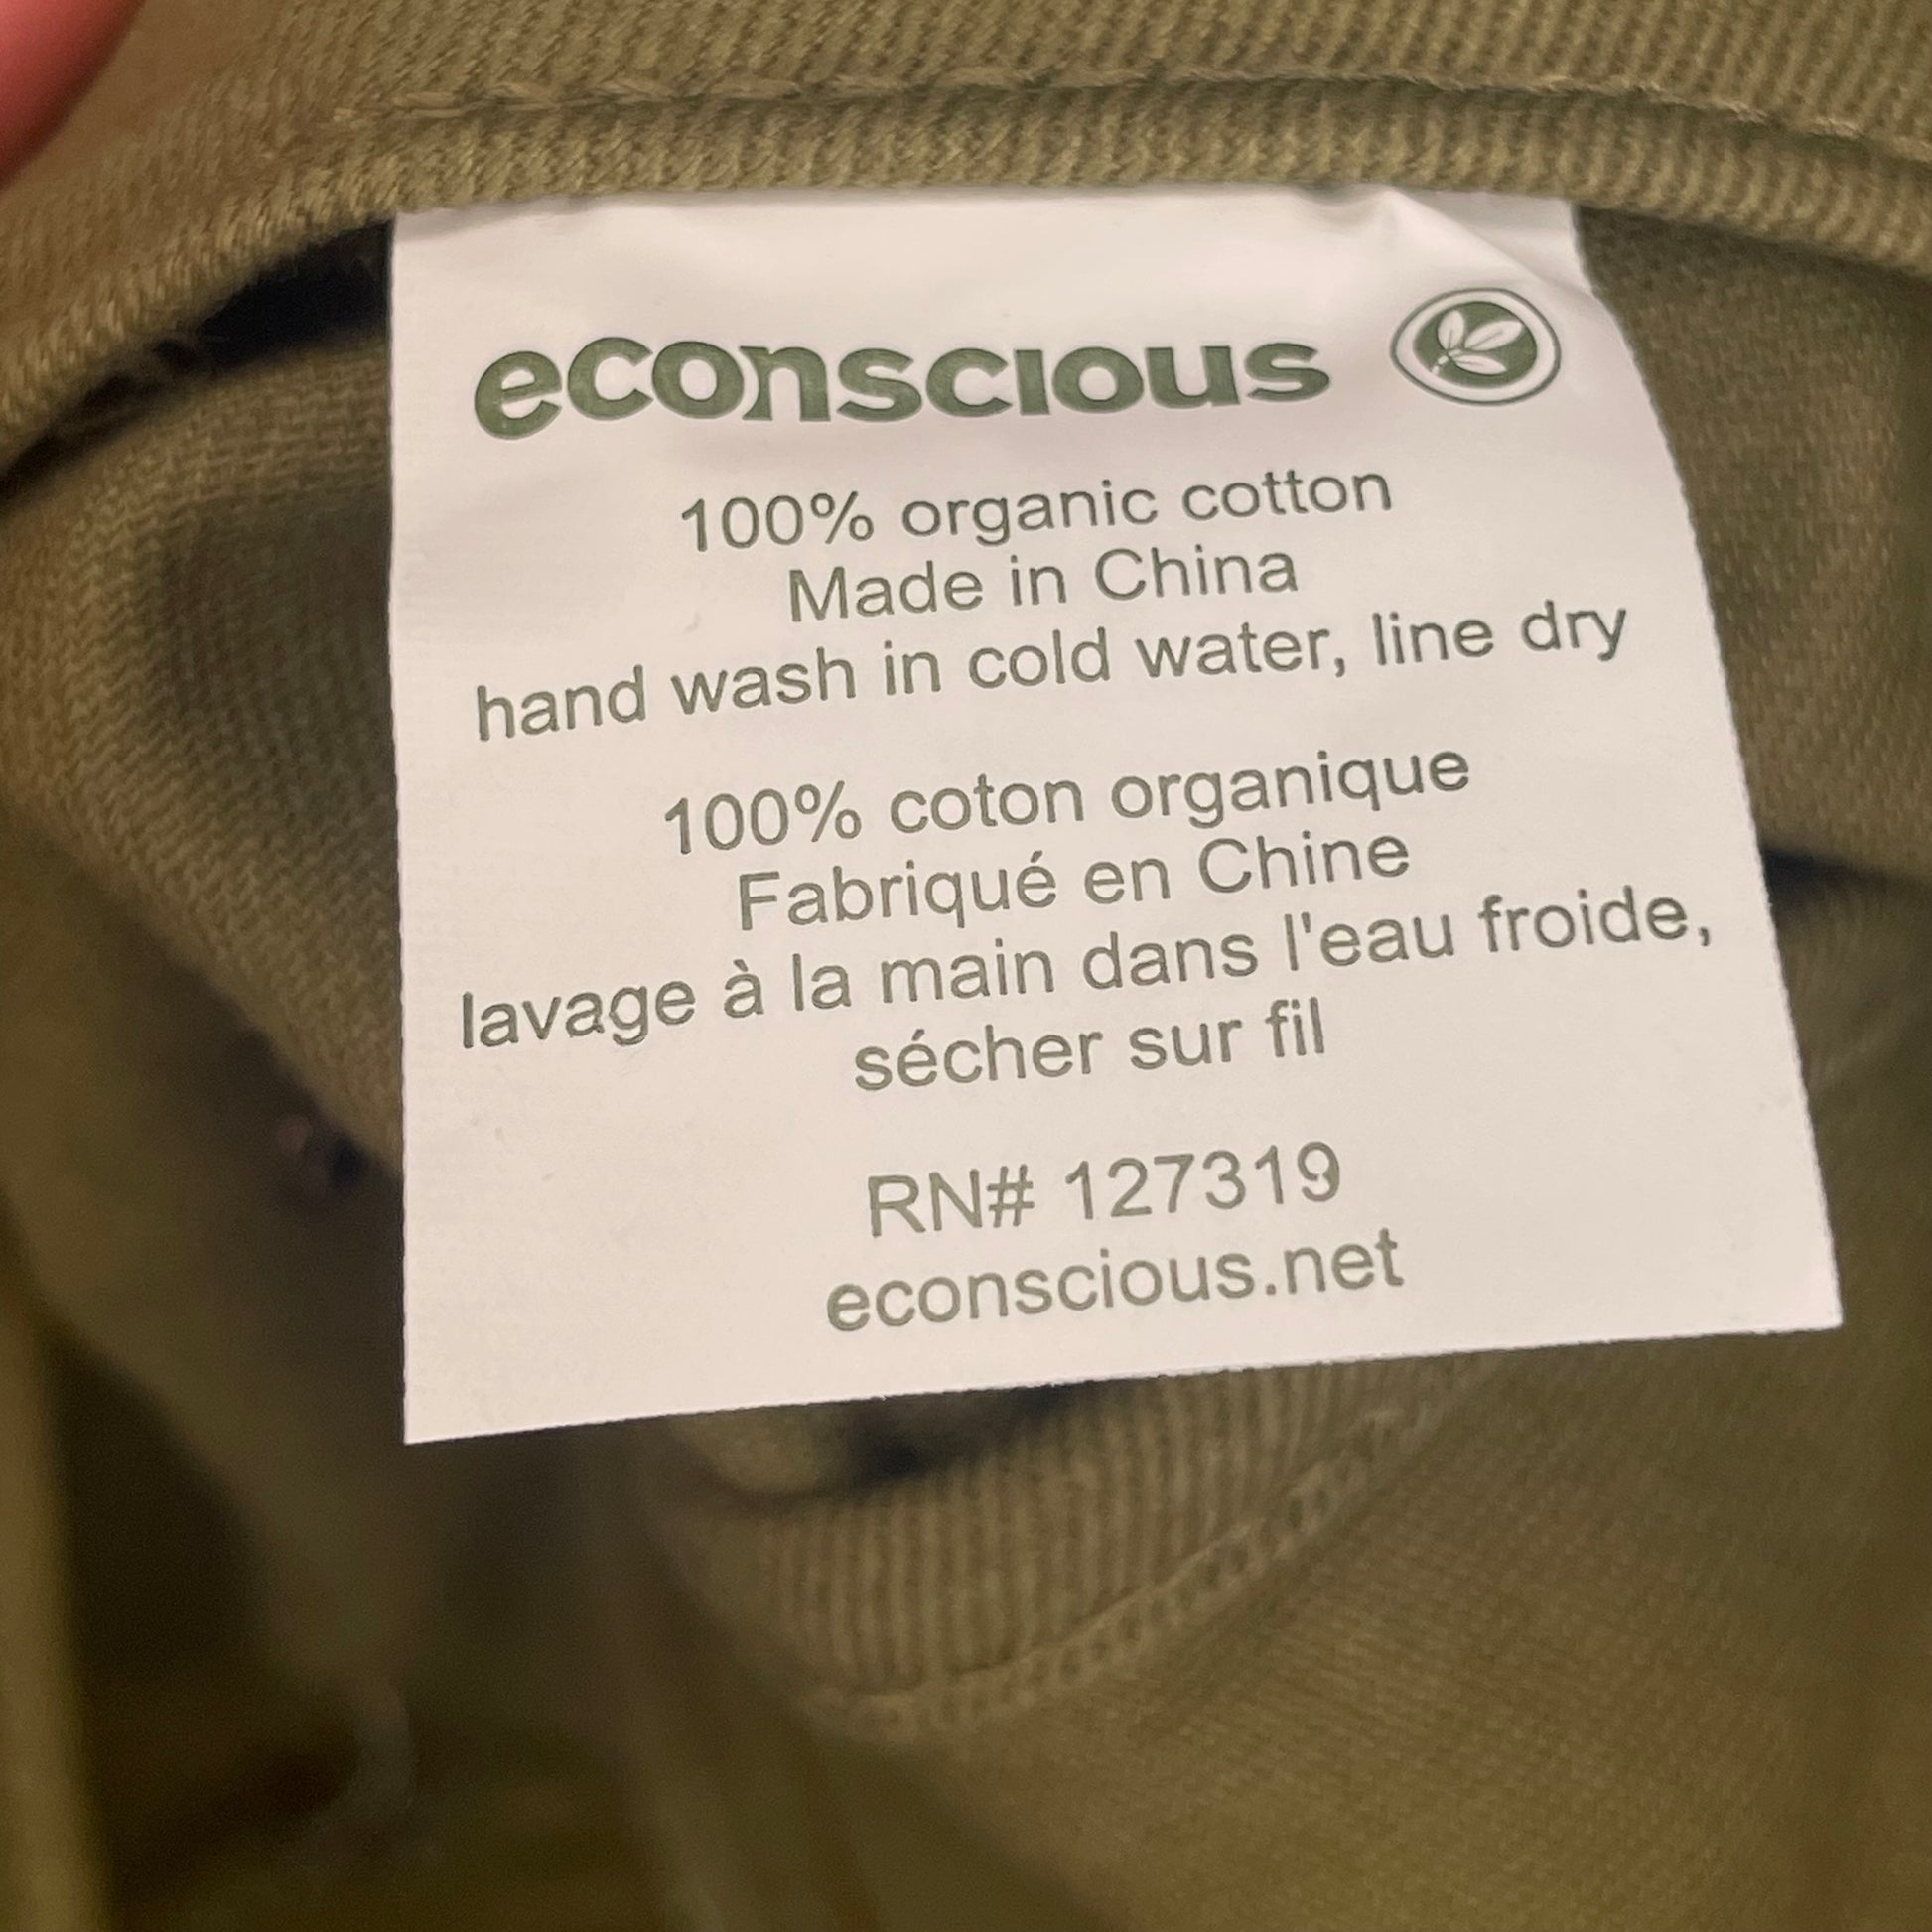 econscious
100% organic cotton
Made in China
hand wash in cold water, line dry
100% coton organique
Fabriqué en Chine
lavage à la main dans l'eau froide,
sécher sur fil
RN# 127319
econscious.net